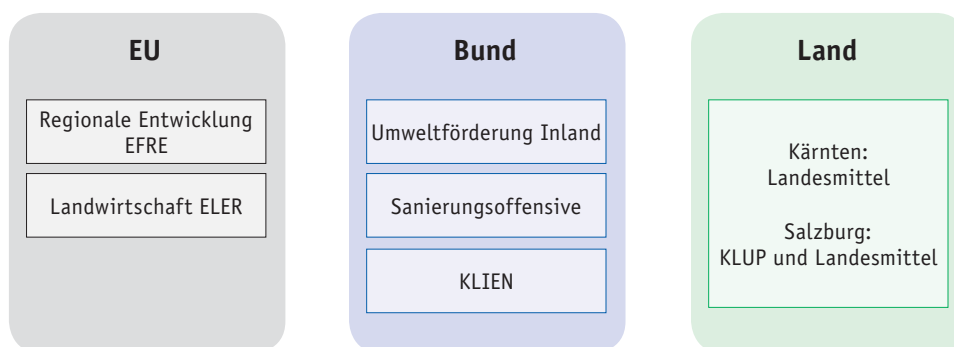 EU
Regionale Entwicklung
EFRE
Landwirtschaft ELER
Bund
Umweltförderung Inland
Sanierungsoffensive
KLIEN
Land
Kärnten:
Landesmittel
Salzburg:
KLUP und Landesmittel